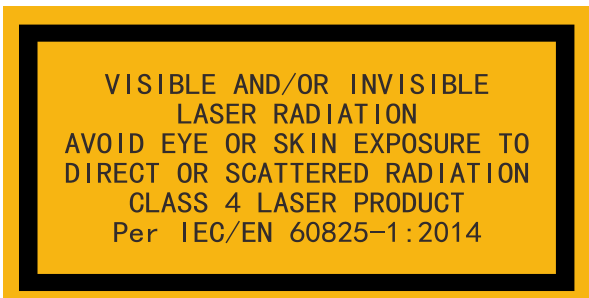 VISIBLE AND/OR INVISIBLE
LASER RADIATION
AVOID EYE OR SKIN EXPOSURE TO
DIRECT OR SCATTERED RADIATION
CLASS 4 LASER PRODUCT
Per IEC/EN 60825-1:2014